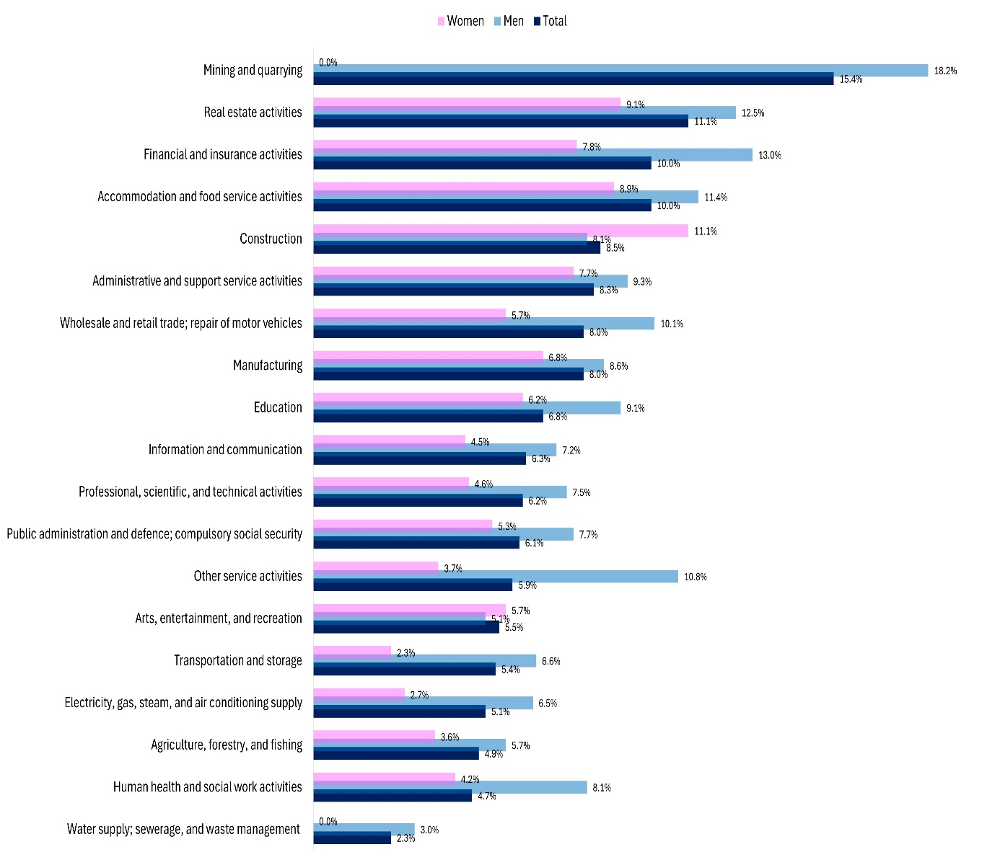 Women Men Total
Mining and quarrying 0.0% 18.2% 15.4%
Real estate activities 9.1% 12.5% 11.1%
Financial and insurance activities 7.8% 13.0% 10.0%
Accommodation and food service activities 8.9% 11.4% 10.0%
Construction 11.1% 8.1% 8.5%
Administrative and support service activities 7.7% 9.3% 8.3%
Wholesale and retail trade; repair of motor vehicles 5.7% 10.1% 8.0%
Manufacturing 6.8% 8.6% 8.0%
Education 6.2% 9.1% 6.8%
Information and communication 4.5% 7.2% 6.3%
Professional, scientific, and technical activities 4.6% 7.5% 6.2%
Public administration and defence; compulsory social security 5.3% 7.7% 6.1%
Other service activities 3.7% 10.8% 5.9%
Arts, entertainment, and recreation 5.7% 5.1% 5.5%
Transportation and storage 2.3% 6.6% 5.4%
Electricity, gas, steam, and air conditioning supply 2.7% 6.5% 5.1%
Agriculture, forestry, and fishing 3.6% 5.7% 4.9%
Human health and social work activities 4.2% 8.1% 4.7%
Water supply; sewerage, and waste management 0.0% 3.0% 2.3%